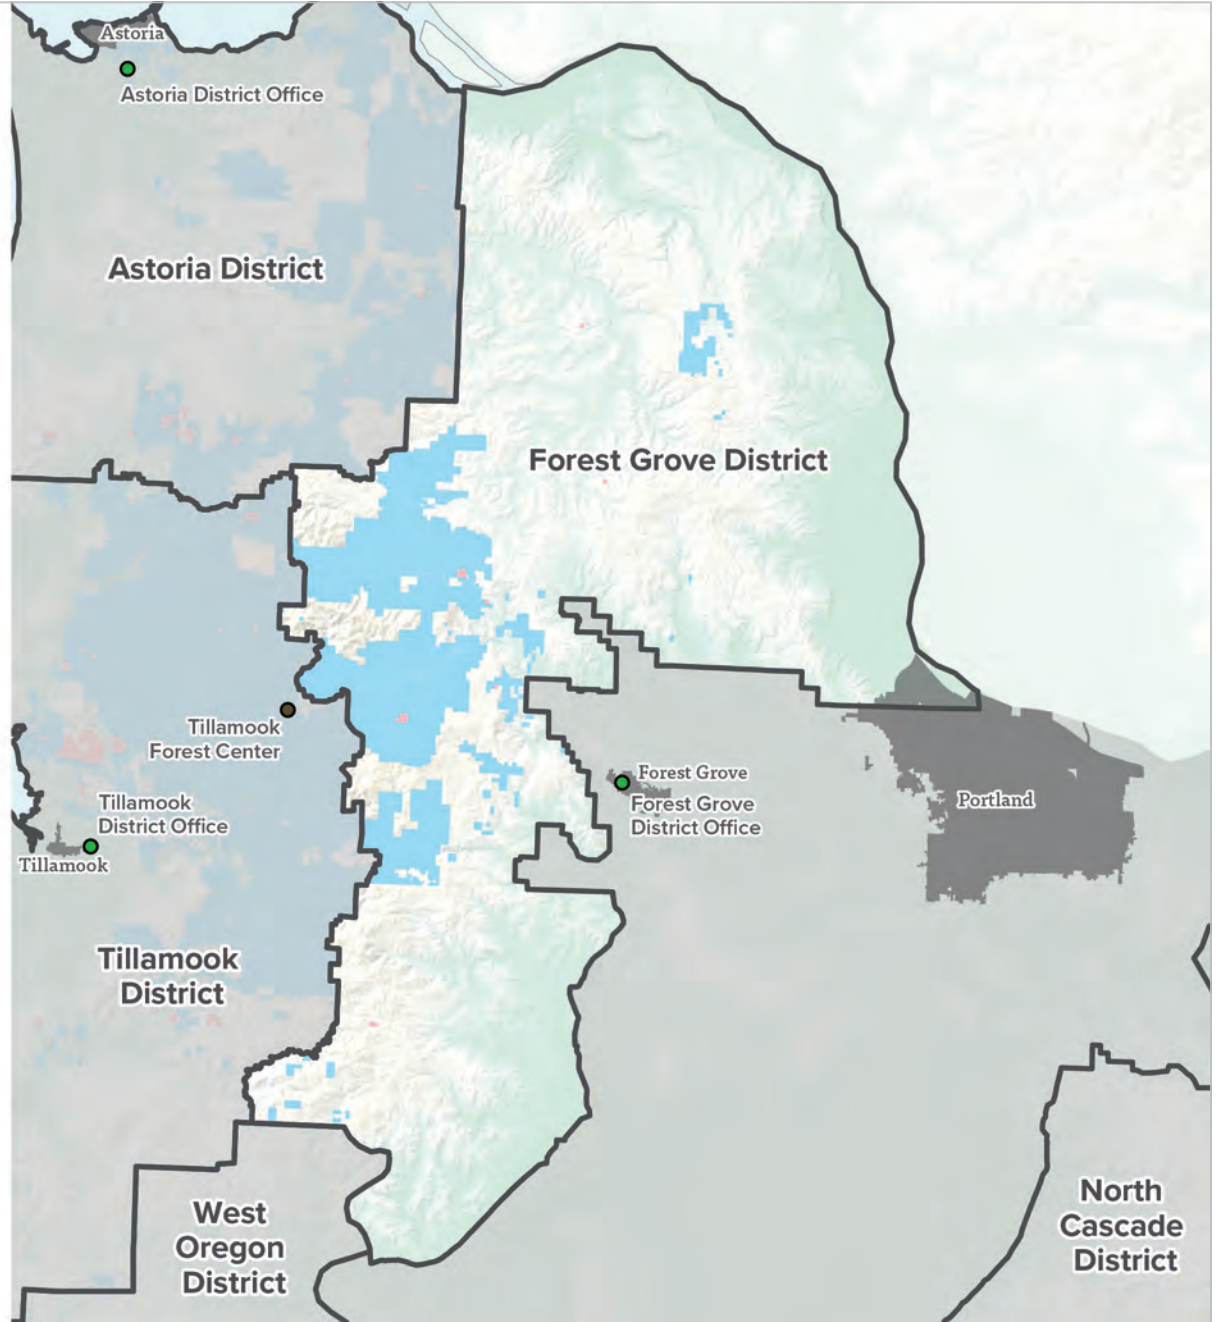 Astoria
Astoria District Office
Astoria District
Forest Grove District
Tillamook
Forest Center
Forest Grove
Forest Grove
District Office
Portland
Tillamook
District Office
Tillamook
Tillamook
District
West
Oregon
District
North
Cascade
District